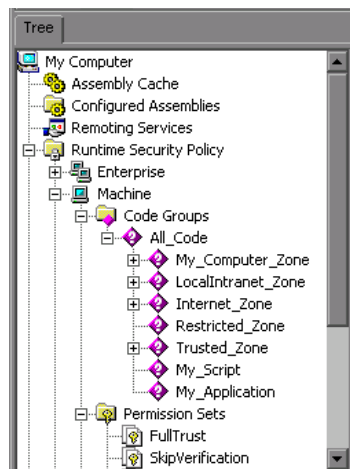 Tree
My Computer
Assembly Cache
Configured Assemblies
Remoting Services
Runtime Security Policy
Enterprise
Machine
Code Groups
All_Code
My_Computer_Zone
LocalIntranet_Zone
Internet_Zone
Restricted_Zone
Trusted_Zone
My_Script
My_Application
Permission Sets
FullTrust
SkipVerification